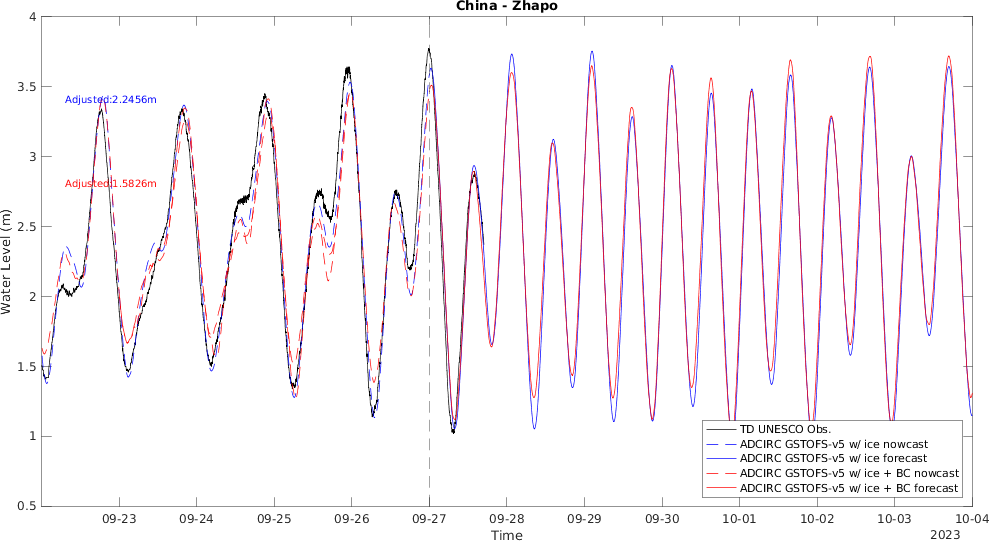 China - Zhapo
Water Level (m)
4
3.5
3
2.5
2
1.5
1
0.5
Adjusted:2.2456m
Adjusted:1.5826m
TD UNESCO Obs.
ADCIRC GSTOFS-v5 w/ ice nowcast
ADCIRC GSTOFS-v5 w/ ice forecast
ADCIRC GSTOFS-v5 w/ ice + BC nowcast
ADCIRC GSTOFS-v5 w/ ice + BC forecast
09-23 09-24 09-25 09-26 09-27 09-28 09-29 09-30 10-01 10-02 10-03 10-04
Time
2023